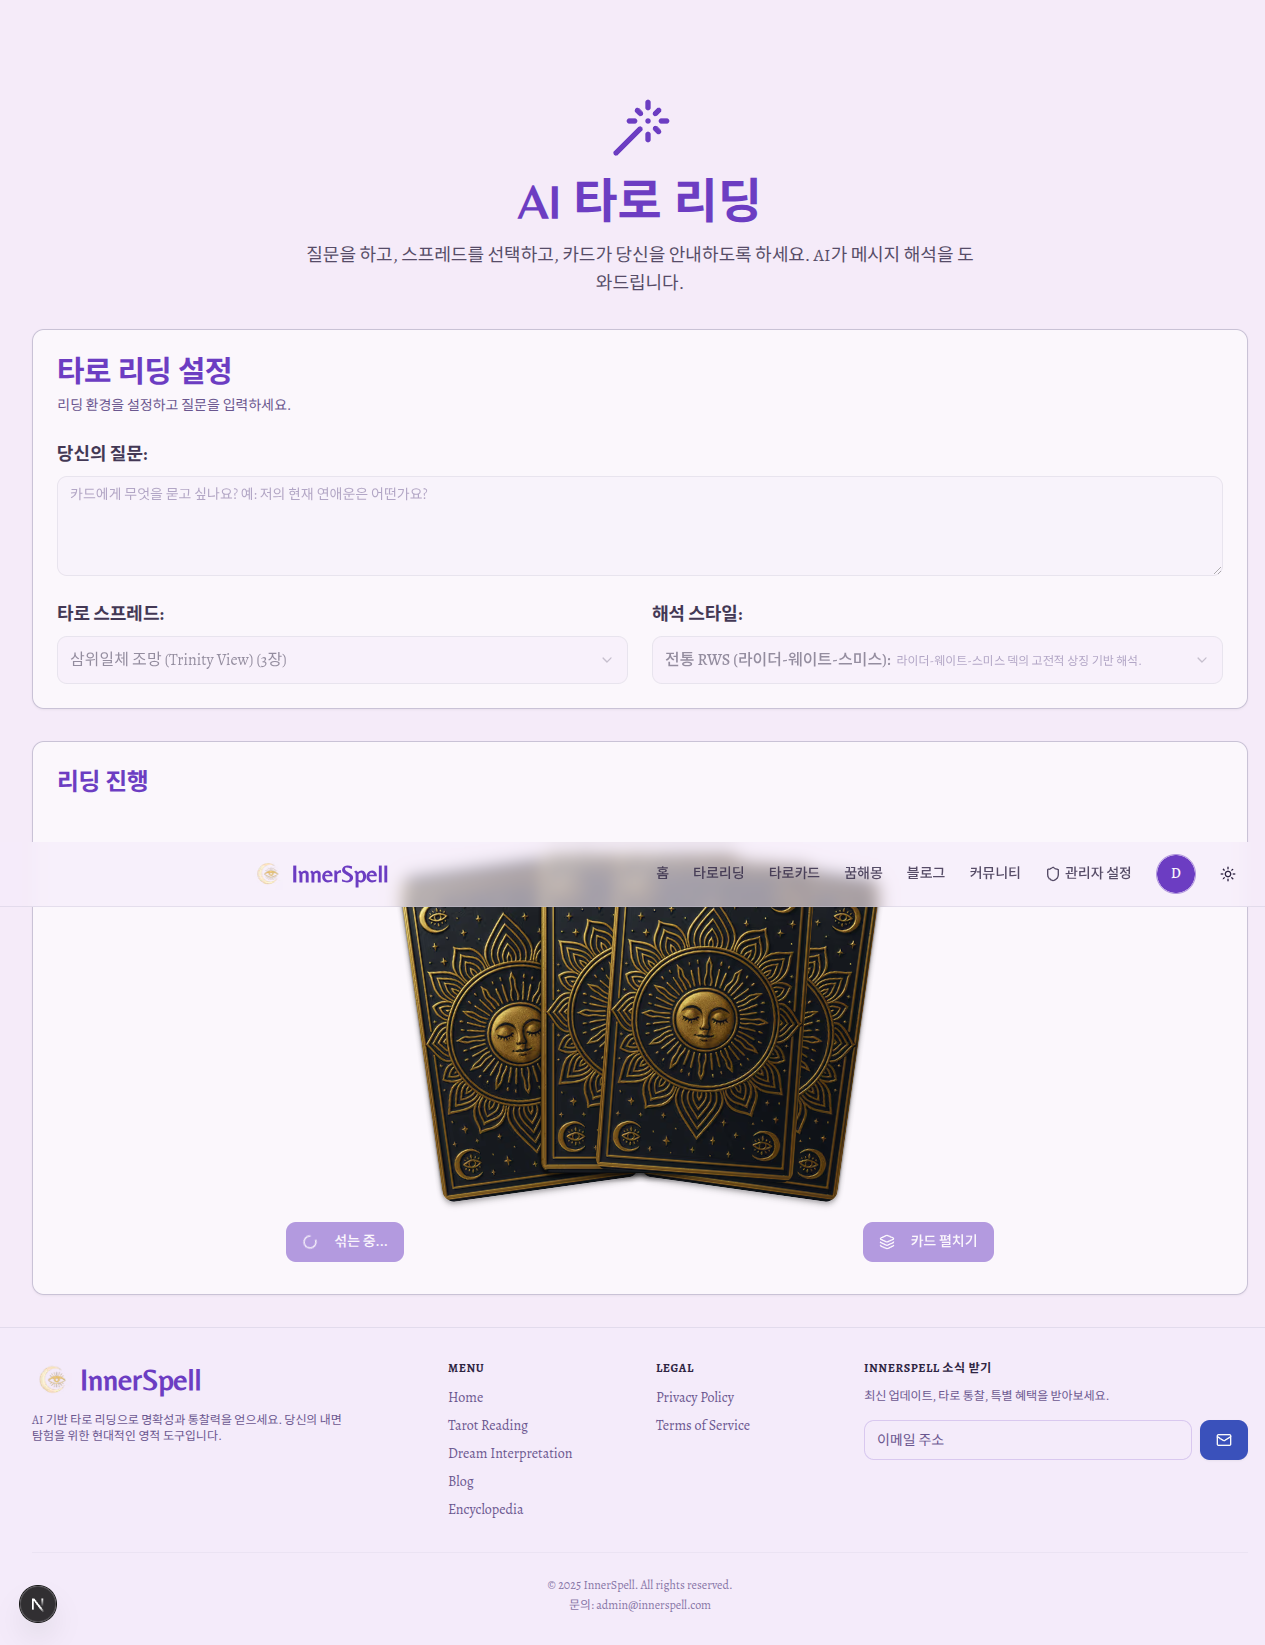 AI 타로 리딩
질문을 하고, 스프레드를 선택하고, 카드가 당신을 안내하도록 하세요. AI가 메시지 해석을 도
와드립니다.
타로 리딩 설정
리딩 환경을 설정하고 질문을 입력하세요.
당신의 질문:
카드에게 무엇을 묻고 싶나요? 예: 저의 현재 연애운은 어떤가요?
타로 스프레드:
해석 스타일:
삼위일체 조망 (Trinity View) (3장)
전통 RWS (라이더-웨이트-스미스): 라이더-웨이트-스미스 덱의 고전적 상징 기반 해석.
리딩 진행
InnerSpell
홈 타로리딩 타로카드 꿈해몽 블로그 커뮤니티 관리자 설정 D
섞는 중...
카드 펼치기
InnerSpell
AI 기반 타로 리딩으로 명확성과 통찰력을 얻으세요. 당신의 내면
탐험을 위한 현대적인 영적 도구입니다.
MENU
Home
Tarot Reading
Dream Interpretation
Blog
Encyclopedia
LEGAL
Privacy Policy
Terms of Service
INNERSPELL 소식 받기
최신 업데이트, 타로 통찰, 특별 혜택을 받아보세요.
이메일 주소
© 2025 InnerSpell. All rights reserved.
문의: admin@innerspell.com
N